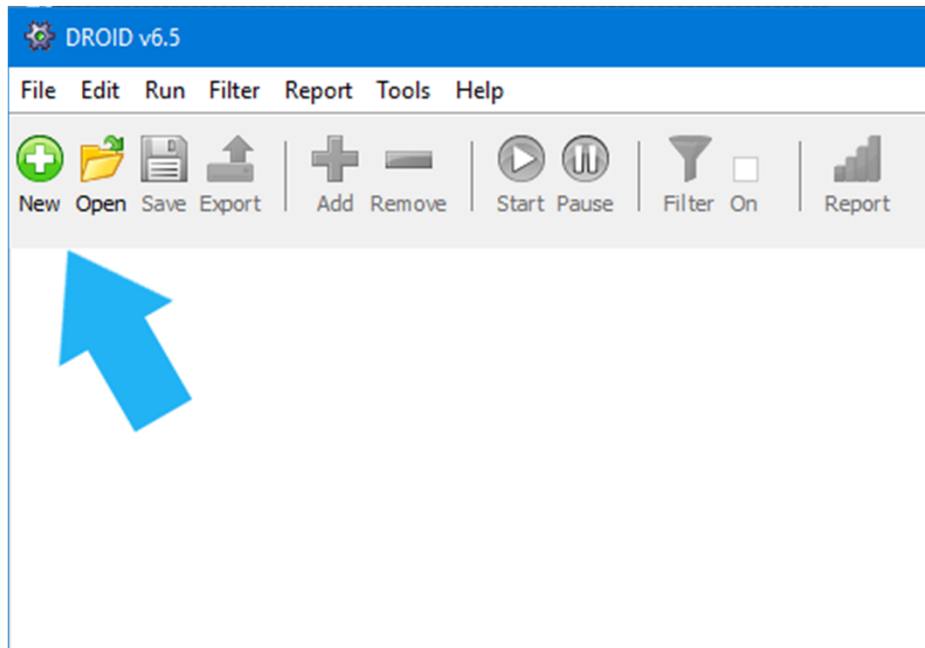 DROID v6.5
File Edit Run Filter Report Tools Help
New Open Save Export Add Remove Start Pause Filter On Report